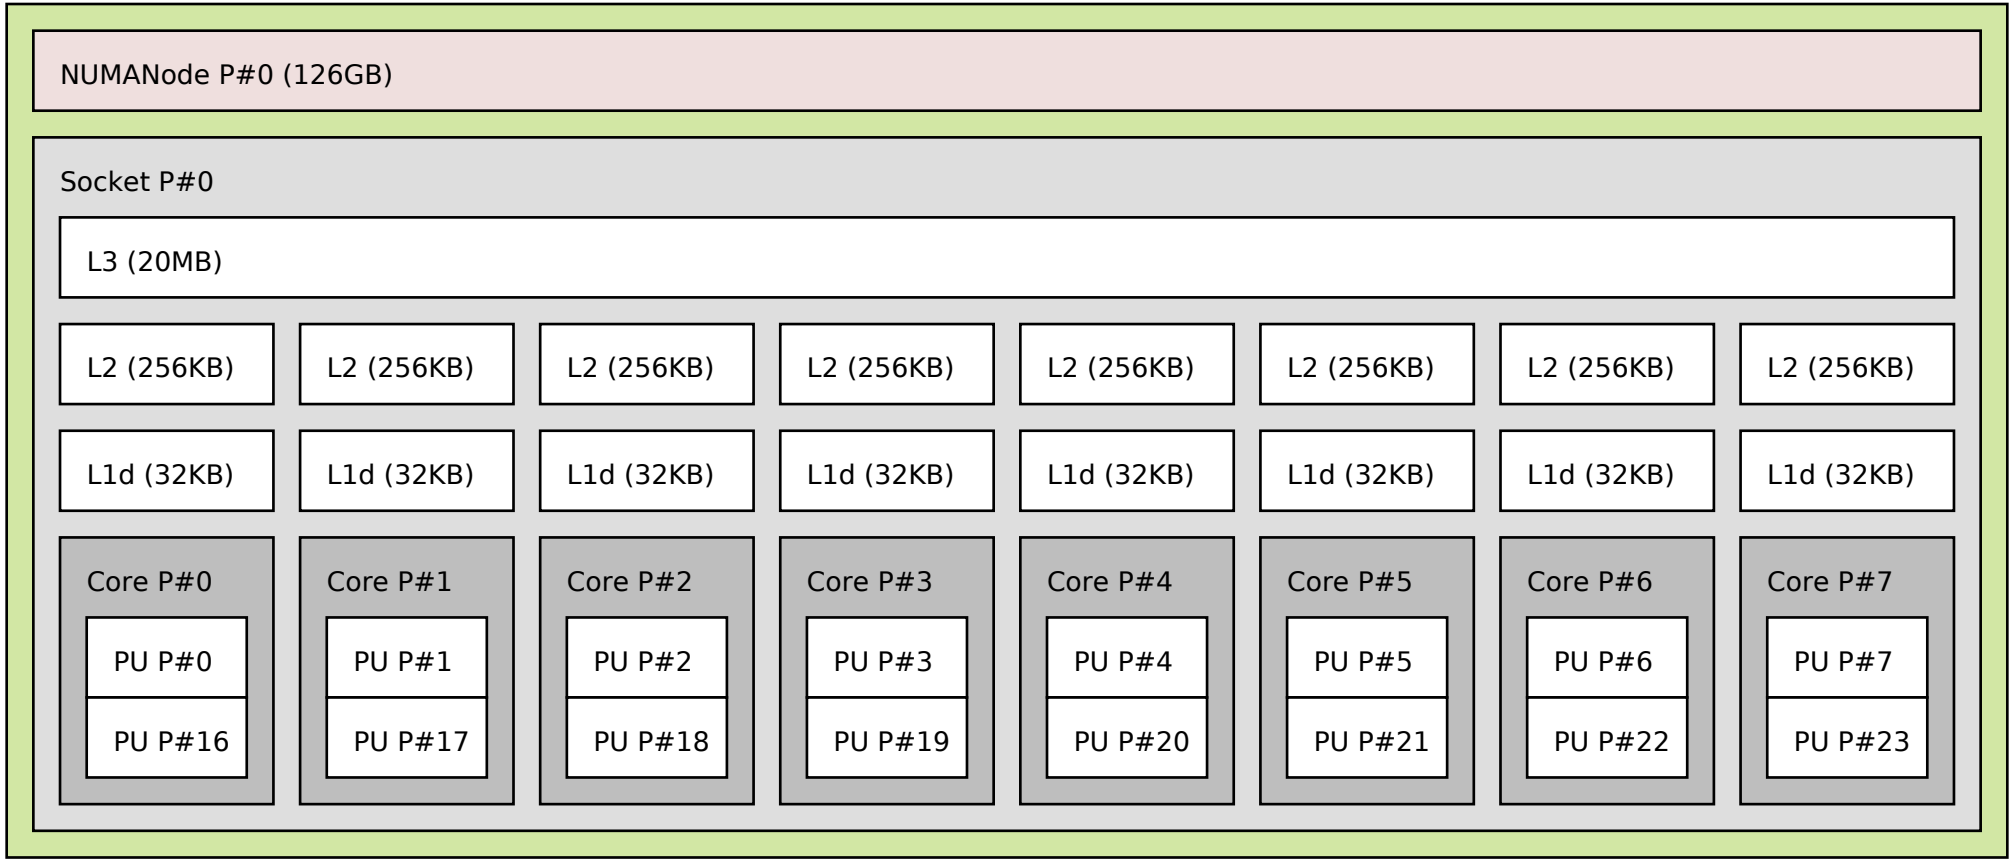 NUMANode P#0 (126GB)
Socket P#0
L3 (20MB)
L2 (256KB) L2 (256KB) L2 (256KB) L2 (256KB) L2 (256KB) L2 (256KB) L2 (256KB) L2 (256KB)
L1d (32KB) L1d (32KB) L1d (32KB) L1d (32KB) L1d (32KB) L1d (32KB) L1d (32KB) L1d (32KB)
Core P#0 Core P#1 Core P#2 Core P#3 Core P#4 Core P#5 Core P#6 Core P#7
PU P#0 PU P#1 PU P#2 PU P#3 PU P#4 PU P#5 PU P#6 PU P#7
PU P#16 PU P#17 PU P#18 PU P#19 PU P#20 PU P#21 PU P#22 PU P#23